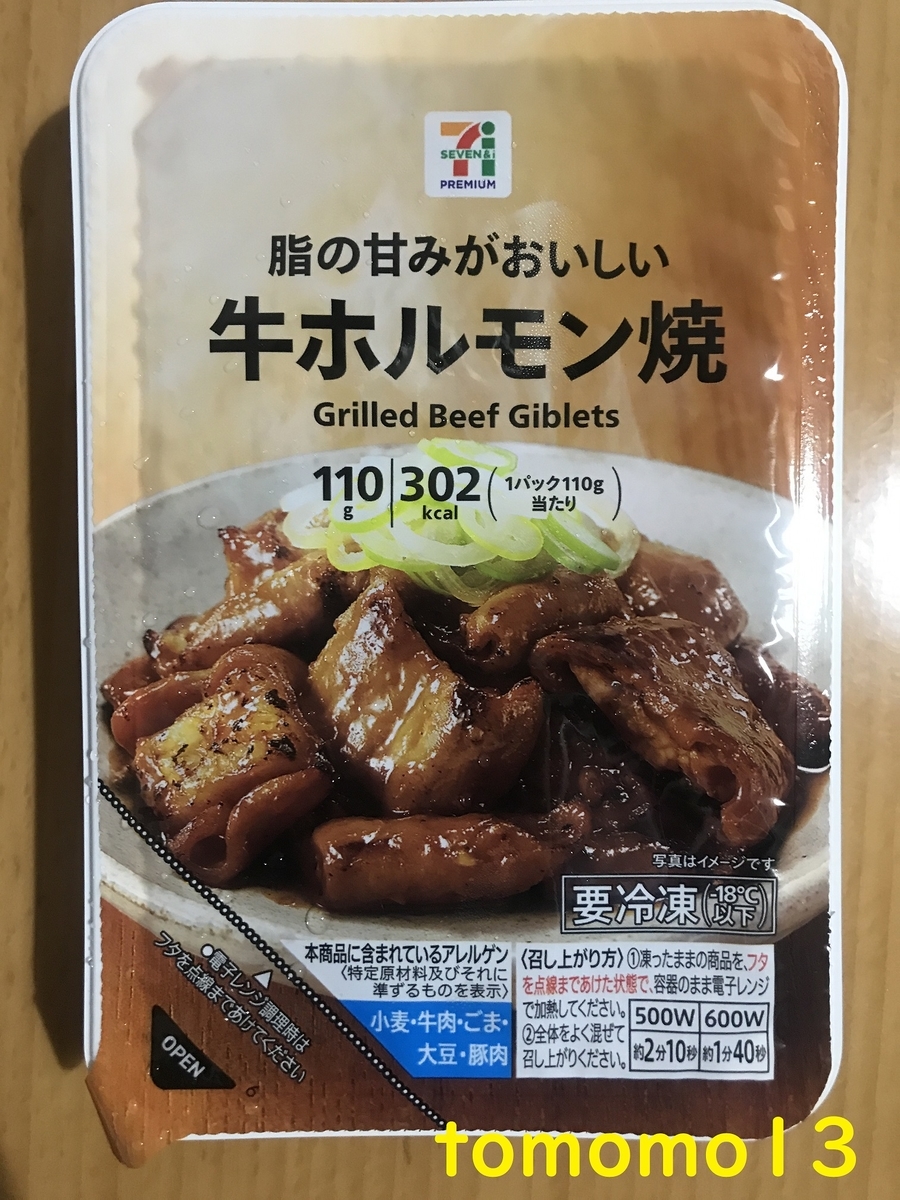 SEVEN&i
PREMIUM
脂の甘みがおいしい
牛ホルモン焼
Grilled Beef Giblets
110g 302kcal (1パック110g当たり)
写真はイメージです
要冷凍(-18℃以下)
●電子レンジ調理時は
フタを点線まであけてください
OPEN
6
本商品に含まれているアレルゲン
〈特定原材料及びそれに
準ずるものを表示〉
小麦・牛肉・ごま・
大豆・豚肉
〈召し上がり方〉①凍ったままの商品を、フタ
を点線まであけた状態で、容器のまま電子レンジ
で加熱してください。
②全体をよく混ぜて
召し上がりください。
500W 600W
約2分10秒 約1分40秒
tomomo13